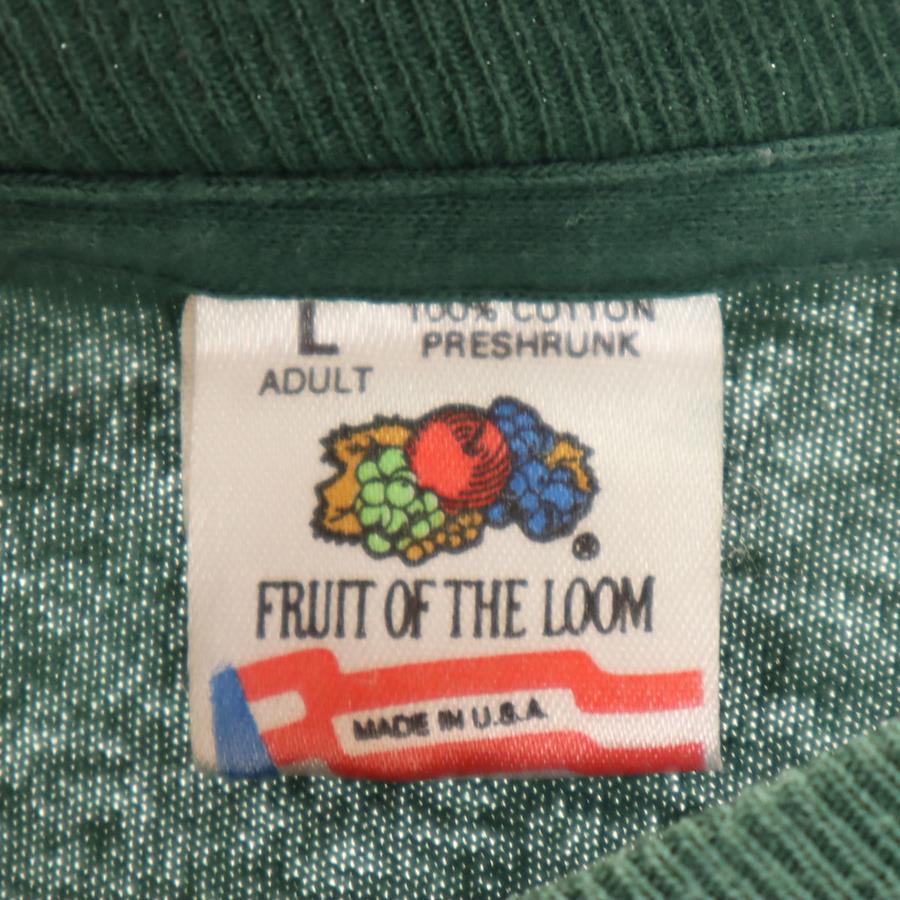 L
100% COTTON
PRESHRUNK
ADULT
®
FRUIT OF THE LOOM
MADE IN U.S.A.